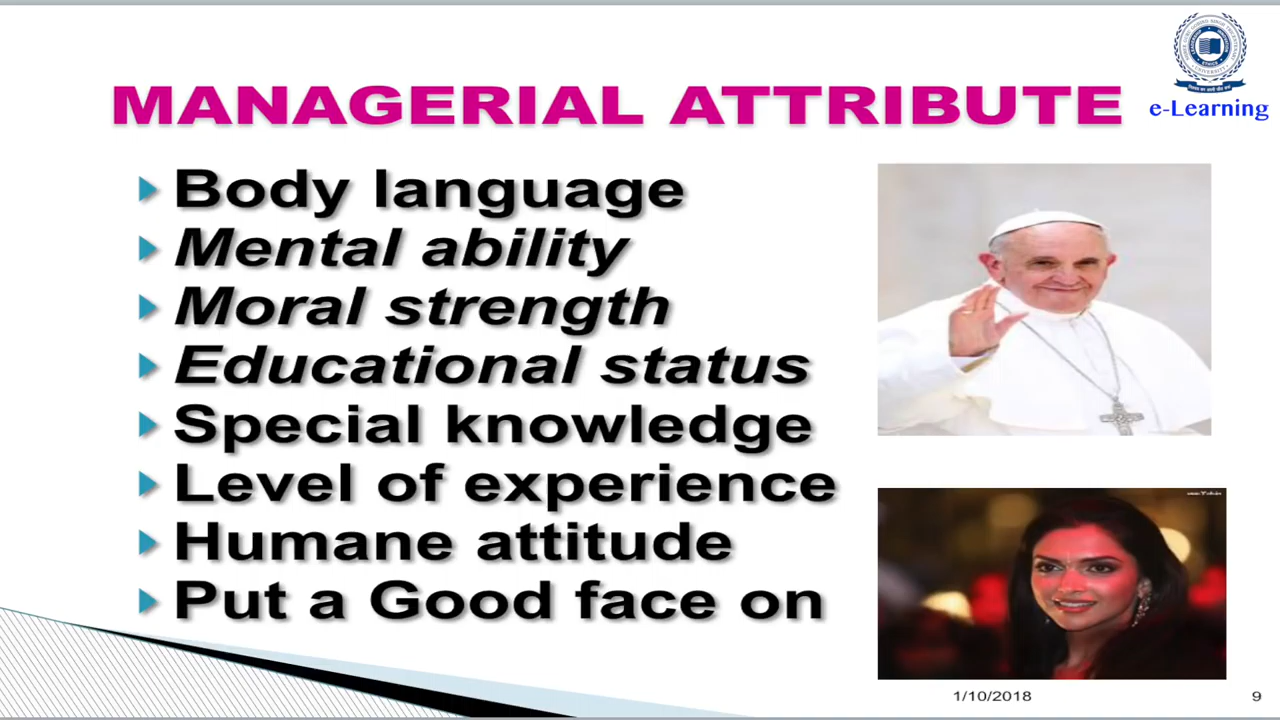 MANAGERIAL ATTRIBUTE
e-Learning
Body language
Mental ability
Moral strength
Educational status
Special knowledge
Level of experience
Humane attitude
Put a Good face on
1/10/2018
9